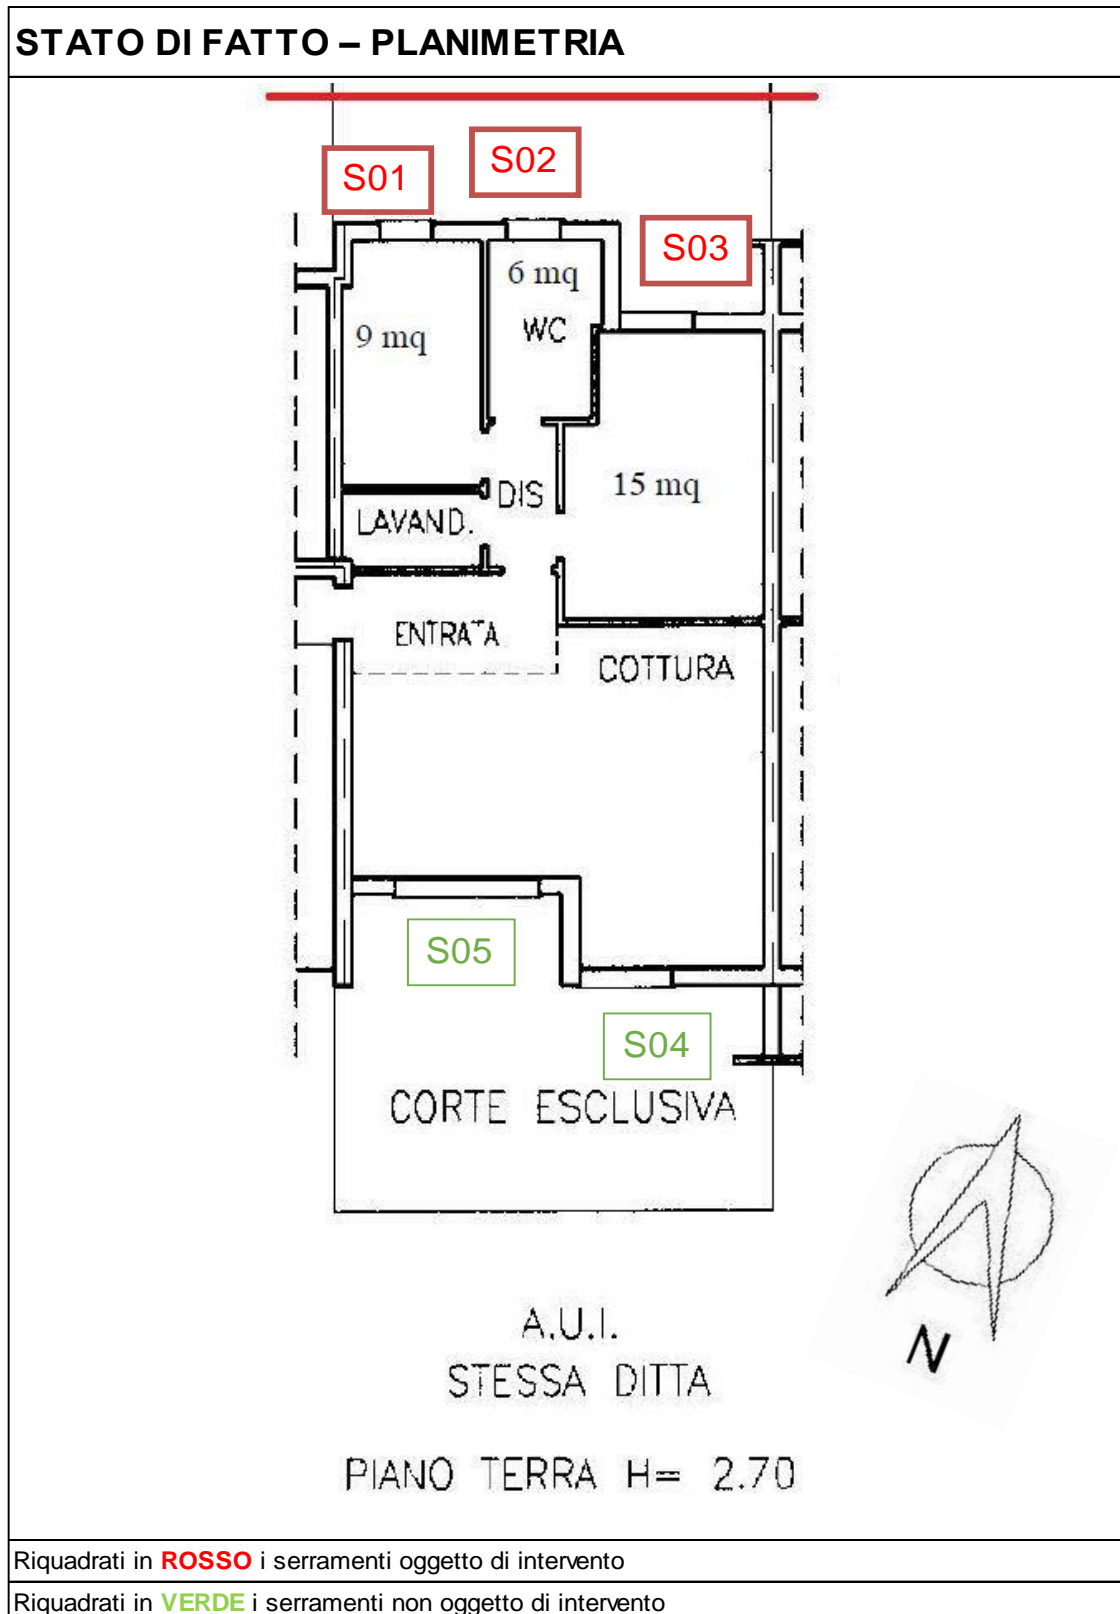 STATO DI FATTO – PLANIMETRIA
S01
S02
S03
6 mq
WC
9 mq
15 mq
DIS
LAVAND.
ENTRATA
COTTURA
S05
S04
CORTE ESCLUSIVA
N
A.U.I.
STESSA DITTA
PIANO TERRA H= 2.70
Riquadrati in ROSSO i serramenti oggetto di intervento
Riquadrati in VERDE i serramenti non oggetto di intervento